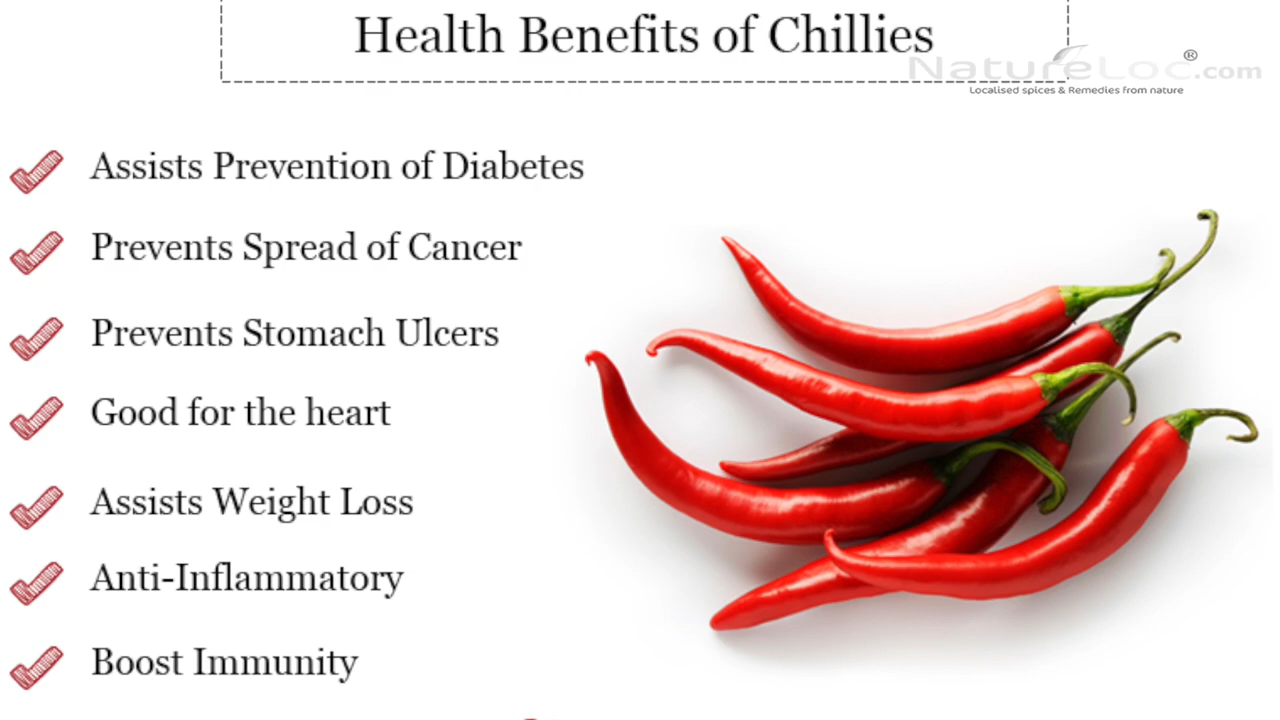 Health Benefits of Chillies
NatureLoc®.com
Localised spices & Remedies from nature
Assists Prevention of Diabetes
Prevents Spread of Cancer
Prevents Stomach Ulcers
Good for the heart
Assists Weight Loss
Anti-Inflammatory
Boost Immunity